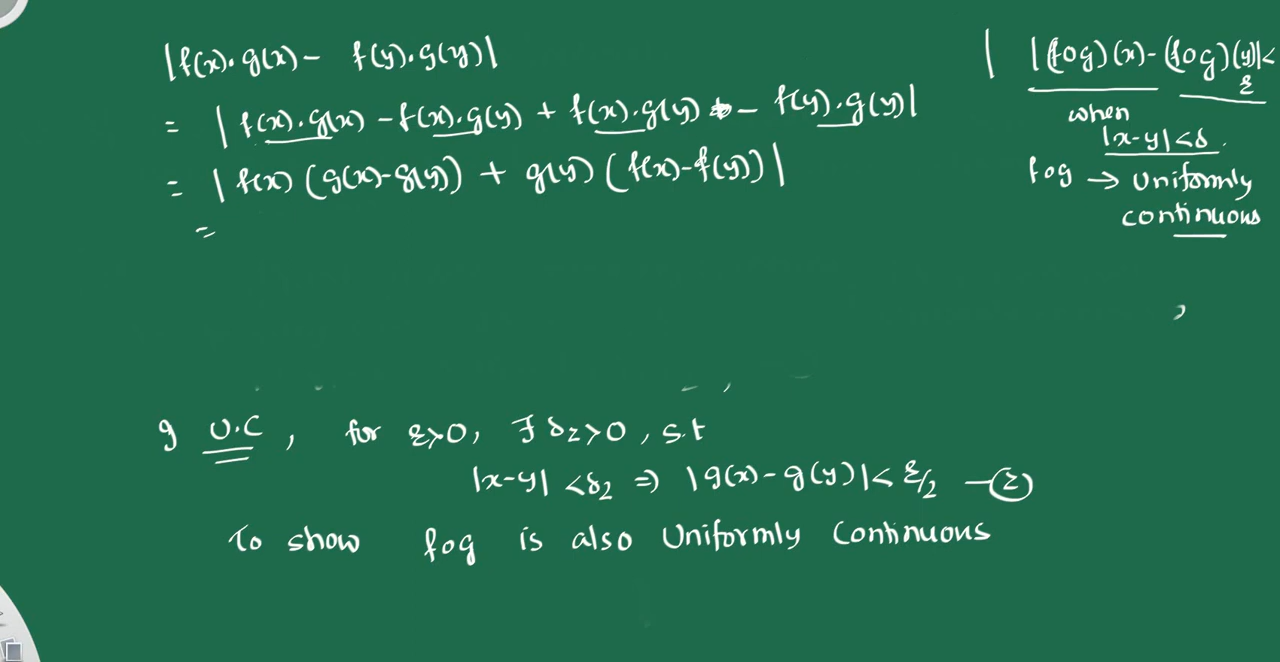 |f(x).g(x) - f(y).g(y)|
= | f(x).g(x) - f(x).g(y) + f(x).g(y) - f(y).g(y)|
= | f(x) (g(x)-g(y)) + g(y) (f(x)-f(y)) |
=
| |(fog)(x) - (fog)(y)| <
ε
when
|x-y| < δ.
fog → Uniformly
continuous
g U.C, for ε>0, ∃ δ2>0, s.t
|x-y| < δ2 => |g(x) - g(y)| < ε/2 —②
To show fog is also Uniformly Continuous